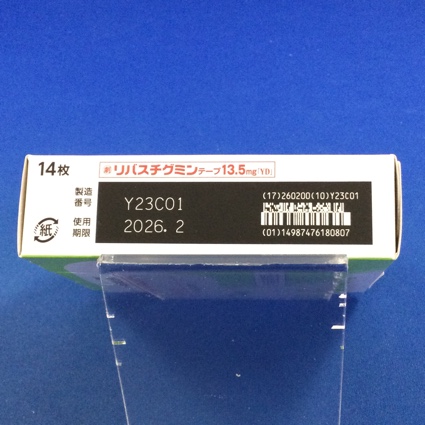 14枚
劇 リバスチグミンテープ13.5mg「YD」
製造番号 Y23C01
使用期限 2026.2
紙
(17)260200(10)Y23C01
(01)14987476180807